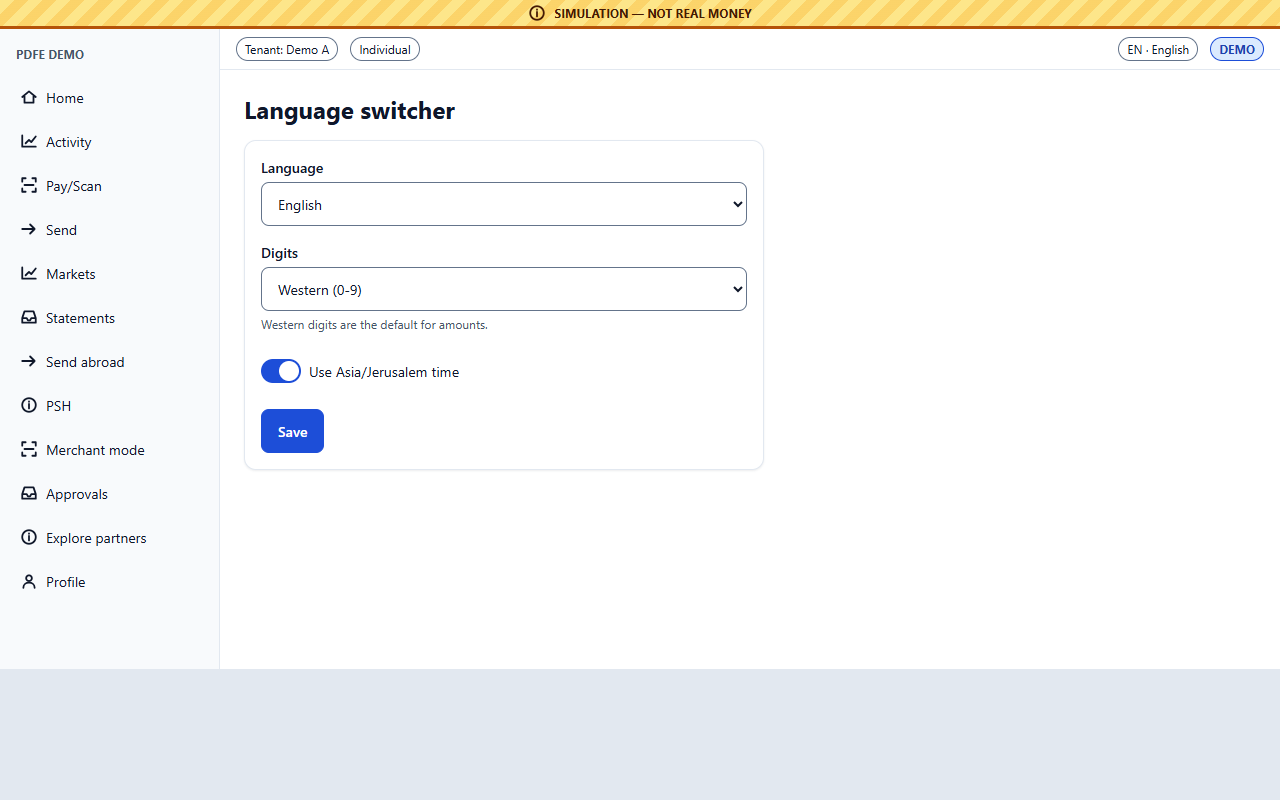 SIMULATION — NOT REAL MONEY
PDFE DEMO
Tenant: Demo A
Individual
EN · English
DEMO
Home
Activity
Pay/Scan
Send
Markets
Statements
Send abroad
PSH
Merchant mode
Approvals
Explore partners
Profile
Language switcher
Language
English
Digits
Western (0-9)
Western digits are the default for amounts.
Use Asia/Jerusalem time
Save